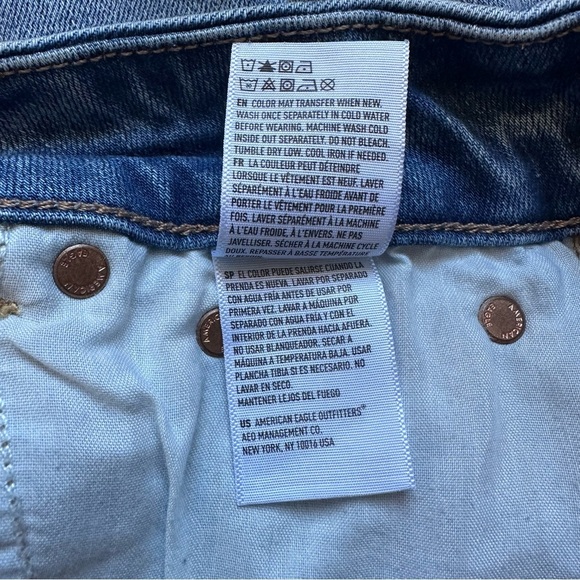 EN COLOR MAY TRANSFER WHEN NEW.
WASH ONCE SEPARATELY IN COLD WATER
BEFORE WEARING. MACHINE WASH COLD
INSIDE OUT SEPARATELY. DO NOT BLEACH.
TUMBLE DRY LOW. COOL IRON IF NEEDED.
FR LA COULEUR PEUT DÉTEINDRE
LORSQUE LE VÊTEMENT EST NEUF. LAVER
SÉPARÉMENT À L'EAU FROIDE AVANT DE
PORTER LE VÊTEMENT POUR LA PREMIÈRE
FOIS. LAVER SÉPARÉMENT À LA MACHINE
À L'EAU FROIDE, À L'ENVERS. NE PAS
JAVELLISER. SÉCHER À LA MACHINE CYCLE
DOUX. REPASSER À BASSE TEMPÉRATURE
SP EL COLOR PUEDE SALIRSE CUANDO LA
PRENDA ES NUEVA. LAVAR POR SEPARADO
CON AGUA FRÍA ANTES DE USAR POR
PRIMERA VEZ. LAVAR A MÁQUINA POR
SEPARADO CON AGUA FRÍA Y CON EL
INTERIOR DE LA PRENDA HACIA AFUERA.
NO USAR BLANQUEADOR. SECAR A
MÁQUINA A TEMPERATURA BAJA. USAR
PLANCHA TIBIA SI ES NECESARIO. NO
LAVAR EN SECO.
MANTENER LEJOS DEL FUEGO
US AMERICAN EAGLE OUTFITTERS®
AEO MANAGEMENT CO.
NEW YORK, NY 10016 USA
AMERICAN
AMERICAN